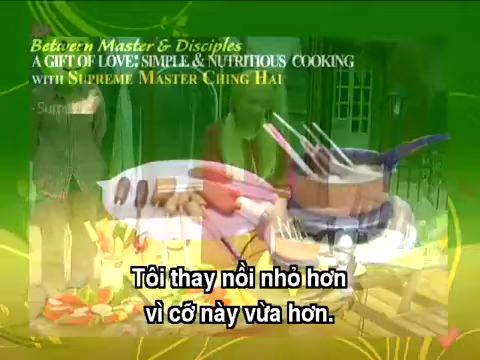 Between Master & Disciples
A GIFT OF LOVE: SIMPLE & NUTRITIOUS COOKING
WITH SUPREME MASTER CHING HAI
Tôi thay nồi nhỏ hơn
vì cỡ này vừa hơn.